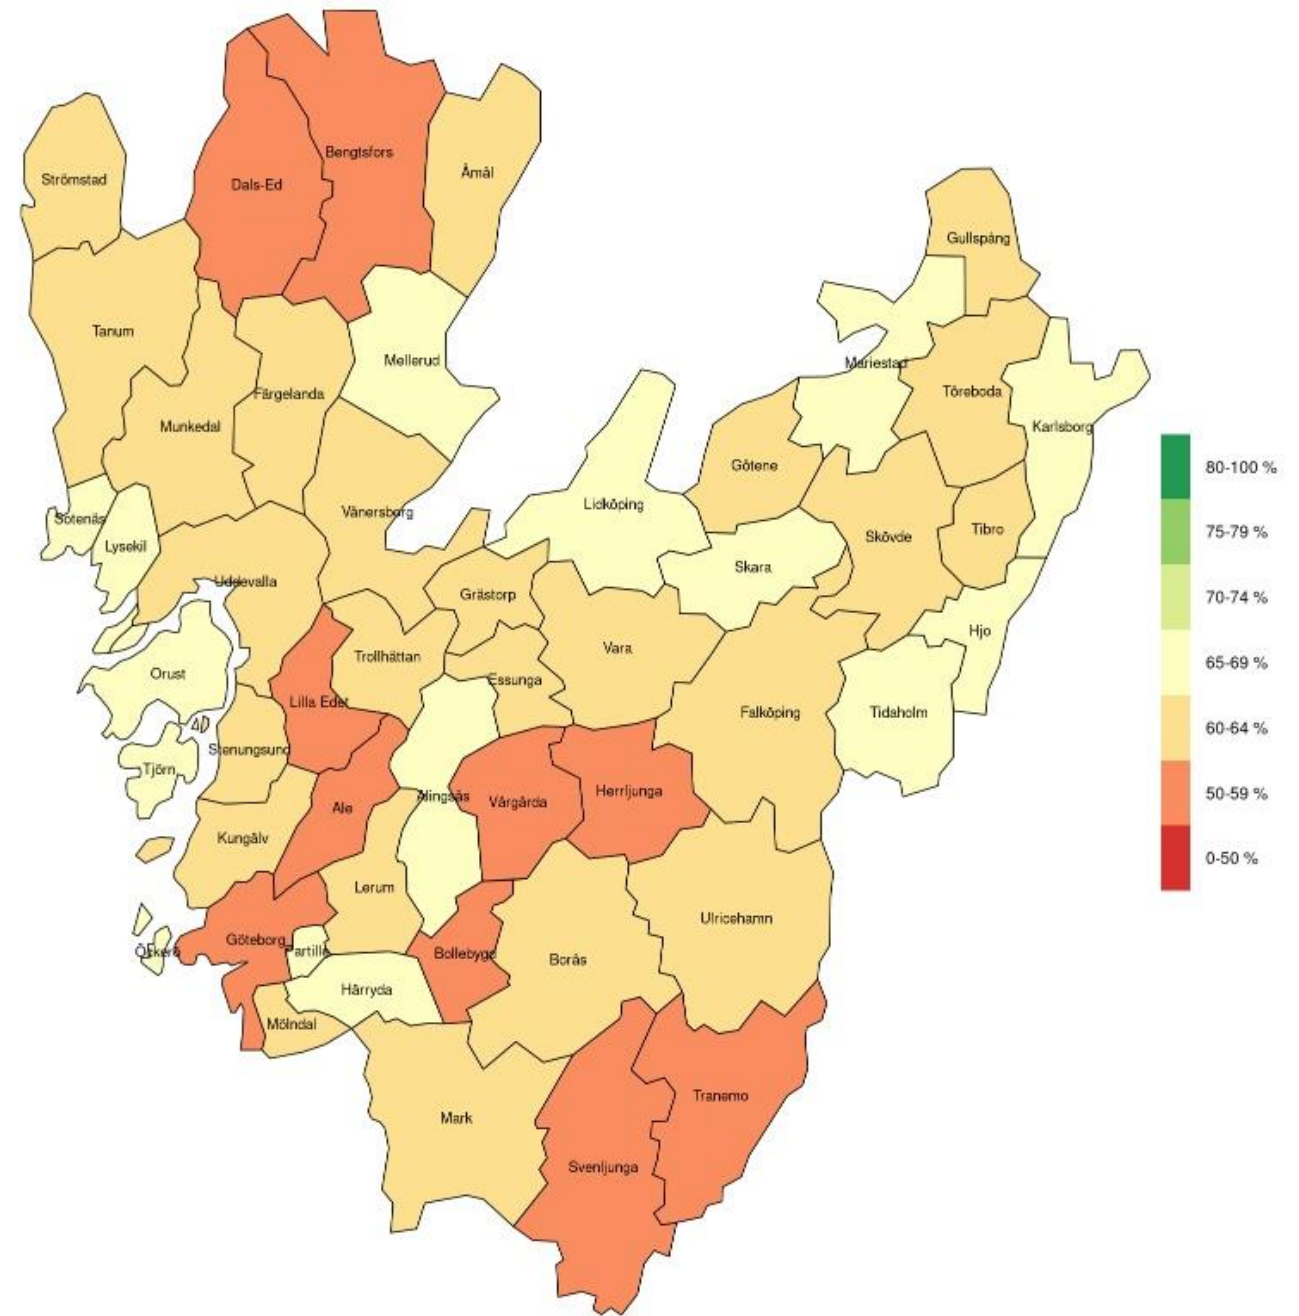 Bengtsfors
Åmål
Strömstad
Dals-Ed
Gullspång
Tanum
Mellerud
Mariestad
Färgelanda
Töreboda
Munkedal
Karlsborg
Götene
Lidköping
Vänersborg
Sotenäs
Tibro
Skövde
Lysekil
Skara
Uddevalla
Grästorp
Hjo
Vara
Trollhättan
Orust
Essunga
Lilla Edet
Falköping
Tidaholm
Stenungsund
Tjörn
Herrljunga
Alingsås
Vårgårda
Ale
Kungälv
Lerum
Ulricehamn
Göteborg
Öckerö
Partille
Bollebygd
Borås
Härryda
Mölndal
Tranemo
Mark
Svenljunga
80-100 %
75-79 %
70-74 %
65-69 %
60-64 %
50-59 %
0-50 %